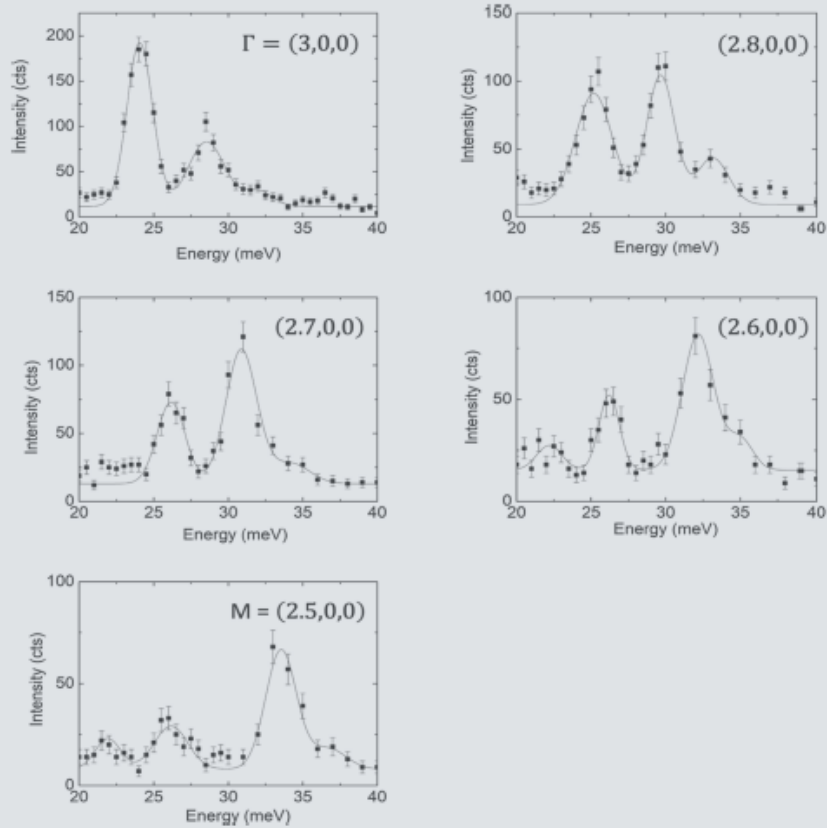 Γ = (3,0,0)
200
150
100
50
0
Intensity (cts)
20 25 30 35 40
Energy (meV)
(2.8,0,0)
150
100
50
0
Intensity (cts)
20 25 30 35 40
Energy (meV)
(2.7,0,0)
150
100
50
0
Intensity (cts)
20 25 30 35 40
Energy (meV)
(2.6,0,0)
100
50
0
Intensity (cts)
20 25 30 35 40
Energy (meV)
M = (2.5,0,0)
100
50
0
Intensity (cts)
20 25 30 35 40
Energy (meV)